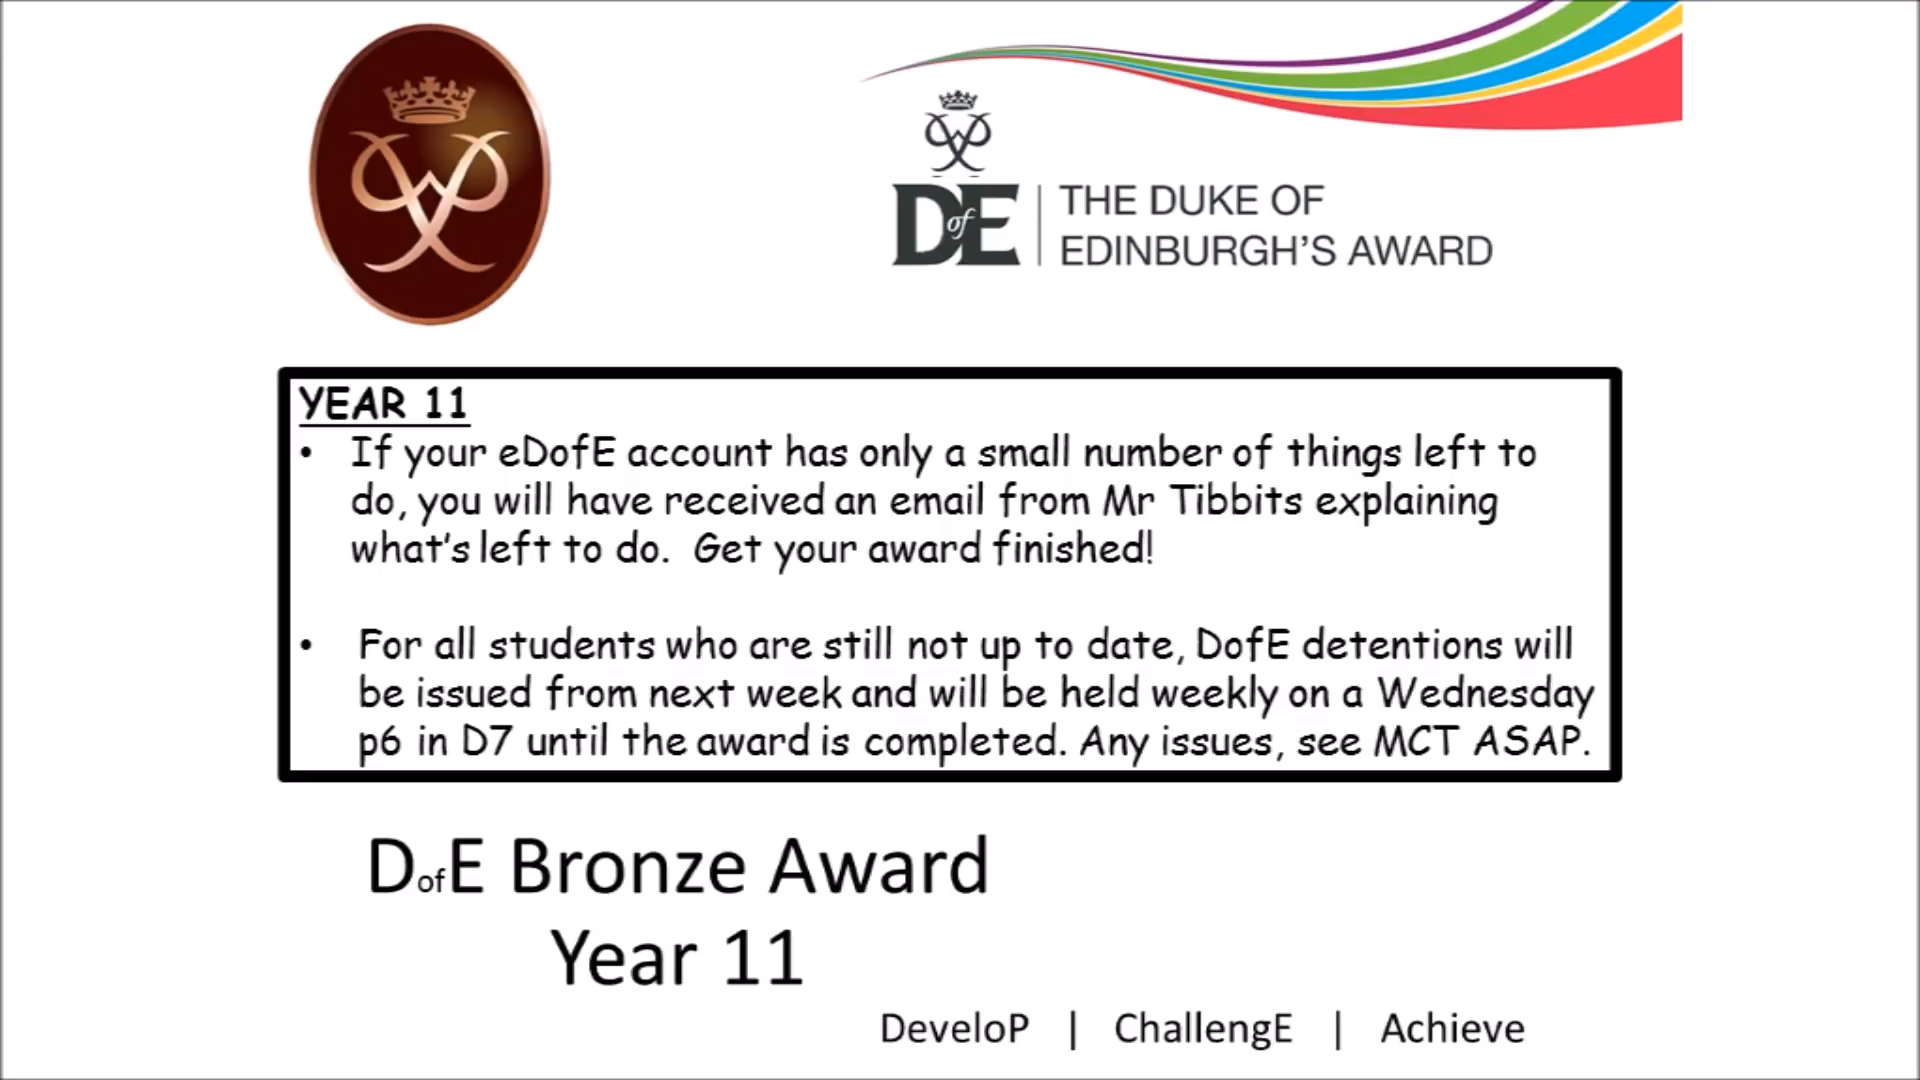 DofE
THE DUKE OF
EDINBURGH'S AWARD
YEAR 11
• If your eDofE account has only a small number of things left to
do, you will have received an email from Mr Tibbits explaining
what's left to do. Get your award finished!
• For all students who are still not up to date, DofE detentions will
be issued from next week and will be held weekly on a Wednesday
p6 in D7 until the award is completed. Any issues, see MCT ASAP.
DofE Bronze Award
Year 11
DeveloP | ChallengE | Achieve